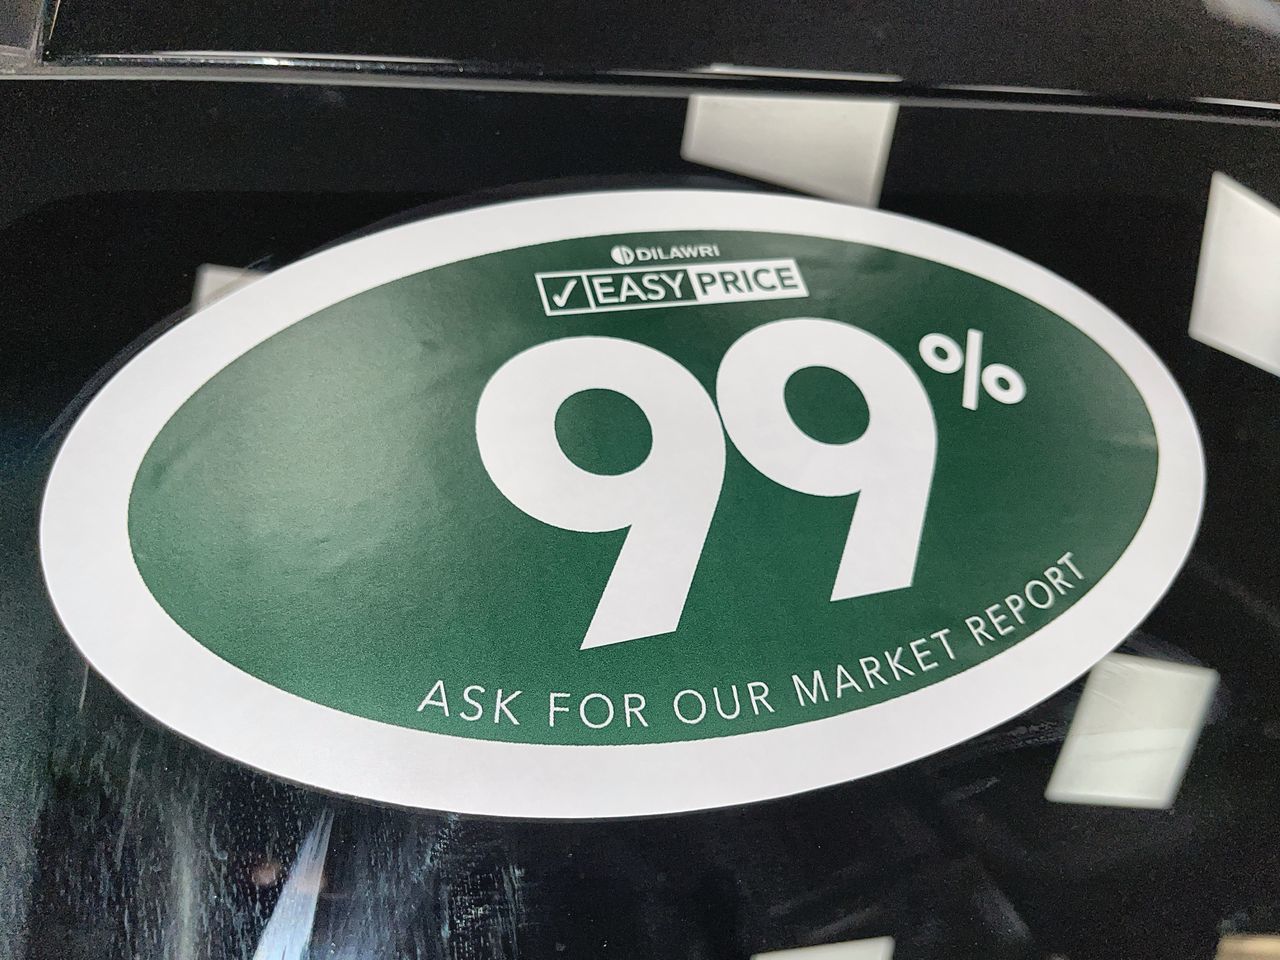 DILAWRI
✓ EASY PRICE
99%
ASK FOR OUR MARKET REPORT